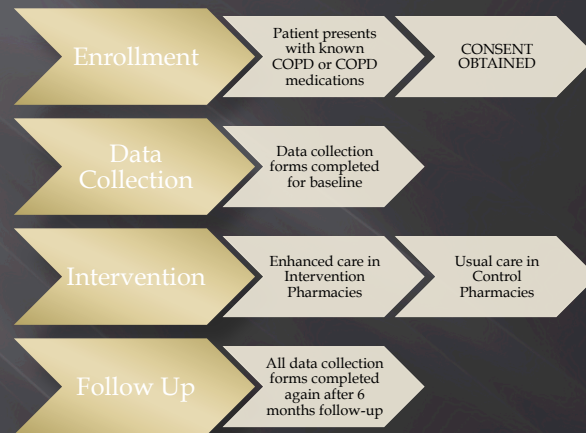 Enrollment
Patient presents
with known
COPD or COPD
medications
CONSENT
OBTAINED
Data
Collection
Data collection
forms completed
for baseline
Intervention
Enhanced care in
Intervention
Pharmacies
Usual care in
Control
Pharmacies
Follow Up
All data collection
forms completed
again after 6
months follow-up